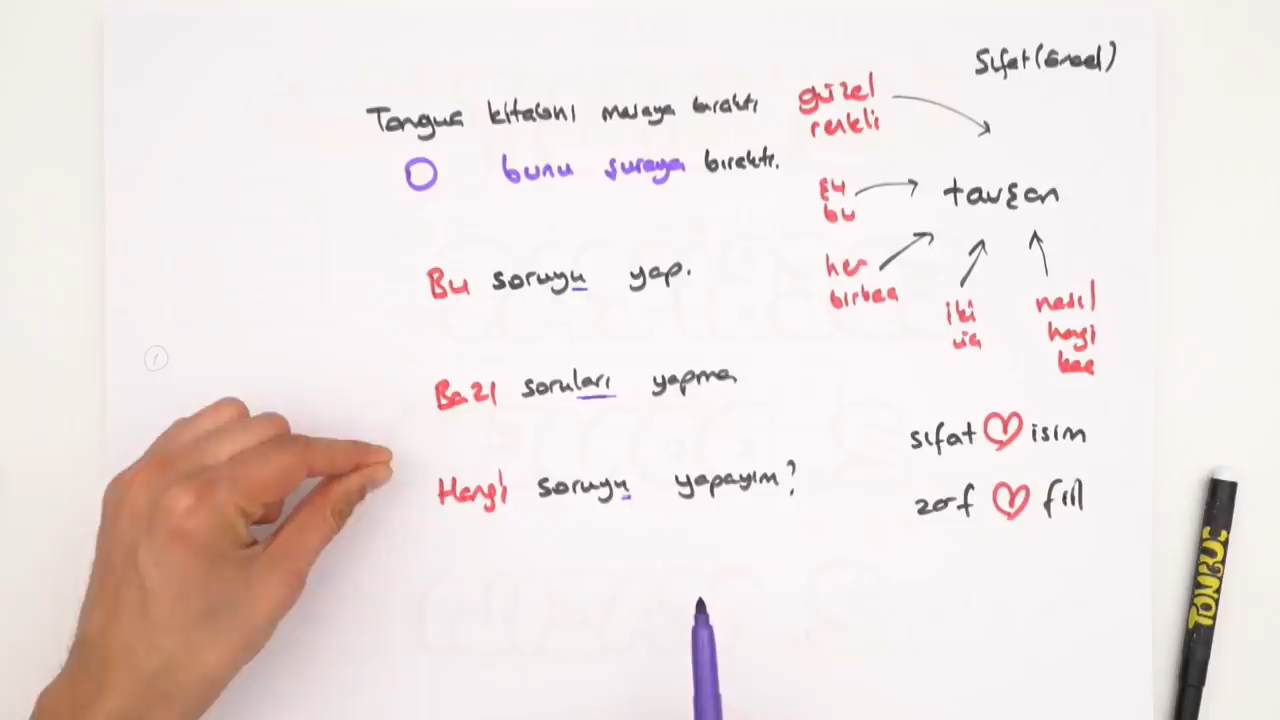 Sıfat (önad)
Tonguç kitabını masaya bıraktı
O bunu şuraya bıraktı.
güzel
renkli
şu
bu
tavşan
her
birkaç
iki
üç
nasıl
hangi
kaç
Bu soruyu yap.
Bazı soruları yapma
Hangi soruyu yapayım?
sıfat isim
zarf fiil
1
TONGUÇ